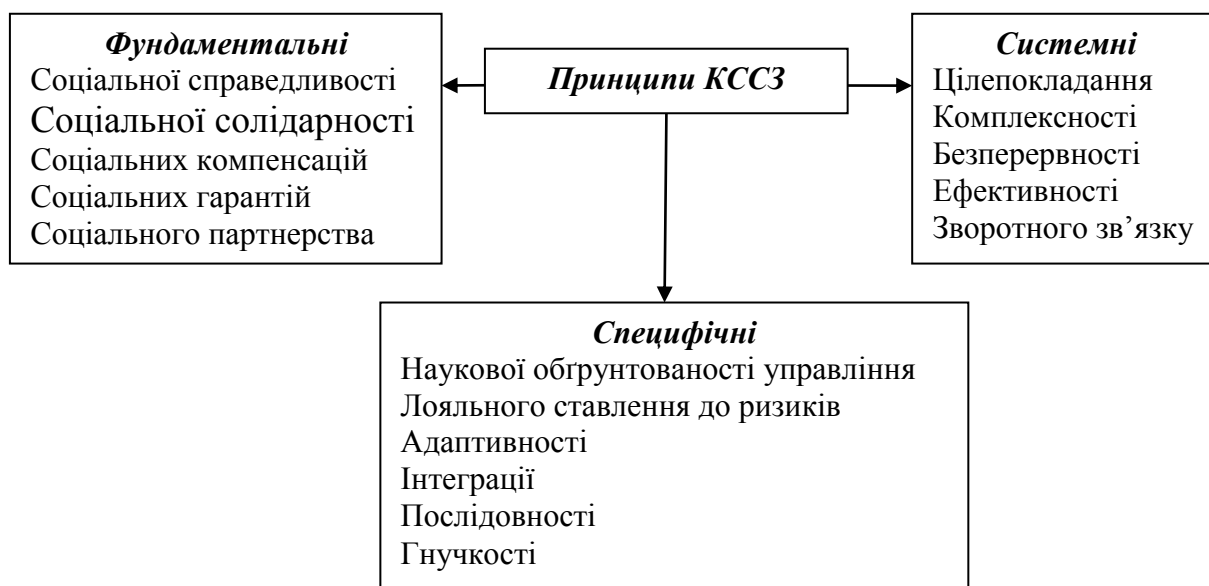 Фундаментальні
Соціальної справедливості
Соціальної солідарності
Соціальних компенсацій
Соціальних гарантій
Соціального партнерства
Принципи КССЗ
Системні
Цілепокладання
Комплексності
Безперервності
Ефективності
Зворотного зв’язку
Специфічні
Наукової обґрунтованості управління
Лояльного ставлення до ризиків
Адаптивності
Інтеграції
Послідовності
Гнучкості